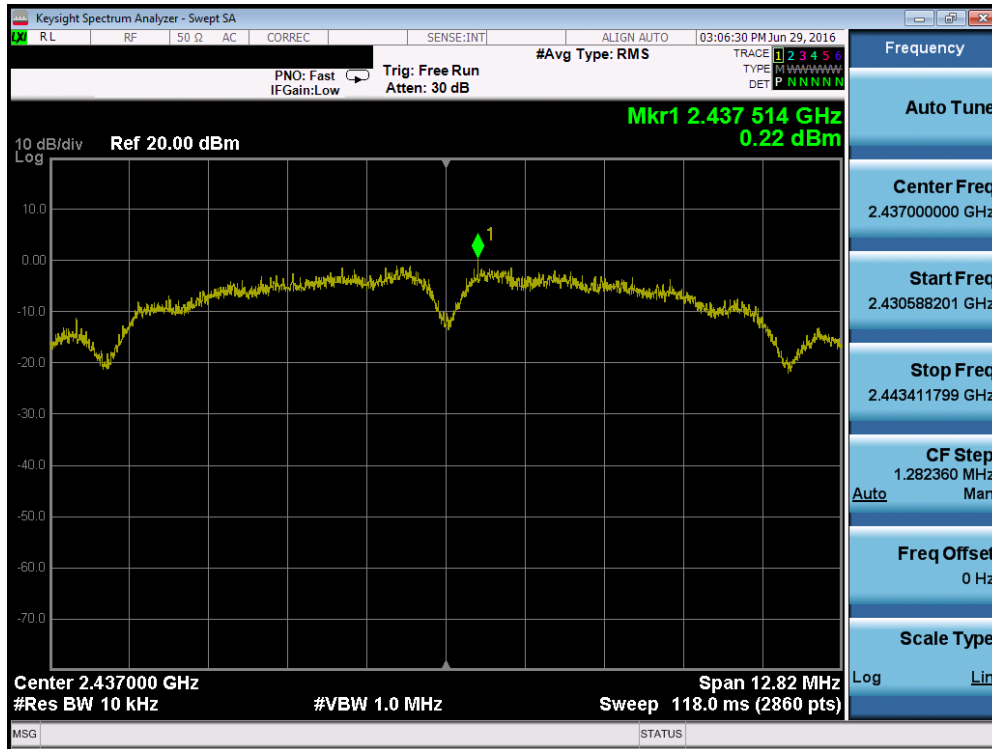 Keysight Spectrum Analyzer - Swept SA
LXI RL RF 50 Ω AC CORREC SENSE:INT ALIGN AUTO 03:06:30 PM Jun 29, 2016
#Avg Type: RMS TRACE 1 2 3 4 5 6
PNO: Fast Trig: Free Run TYPE M WWWWW
IFGain:Low Atten: 30 dB DET P N N N N N
Mkr1 2.437 514 GHz
0.22 dBm
10 dB/div Ref 20.00 dBm
Log
10.0
1
0.00
-10.0
-20.0
-30.0
-40.0
-50.0
-60.0
-70.0
Center 2.437000 GHz Span 12.82 MHz
#Res BW 10 kHz #VBW 1.0 MHz Sweep 118.0 ms (2860 pts)
MSG STATUS
Frequency
Auto Tune
Center Freq
2.437000000 GHz
Start Freq
2.430588201 GHz
Stop Freq
2.443411799 GHz
CF Step
1.282360 MHz
Auto Man
Freq Offset
0 Hz
Scale Type
Log Lin